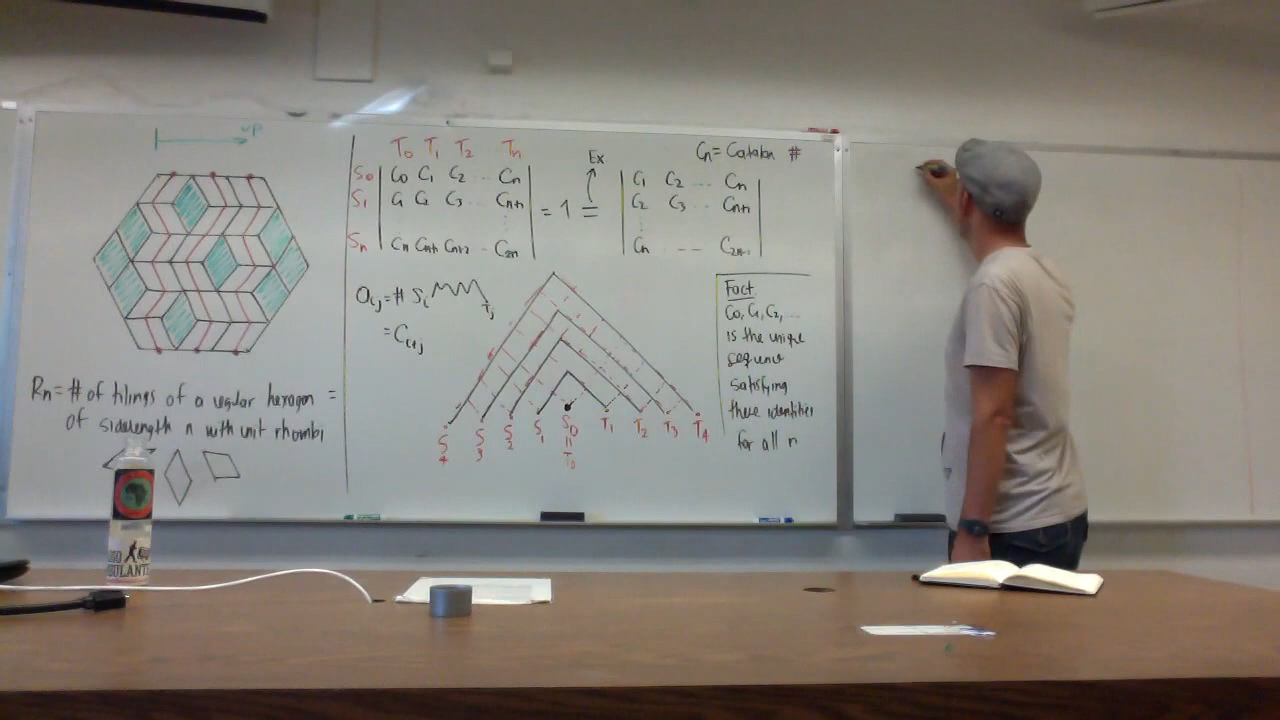 UP
Rn = # of tilings of a regular hexagon =
of sidelength n with unit rhombi
T0 T1 T2 Tn
S0 C0 C1 C2 ... Cn
S1 C1 C2 C3 ... Cn+1
Sn Cn Cn+1 Cn+2 ... C2n
= 1 =
Ex
Cn = Catalan #
C1 C2 ... Cn
C2 C3 ... Cn+1
Cn ... C2n-1
aij = # Si Tj
= Ci+j
S4 S3 S2 S1 S0 = T0 T1 T2 T3 T4
Fact
C0, C1, C2, ...
is the unique
sequence
satisfying
these identities
for all n